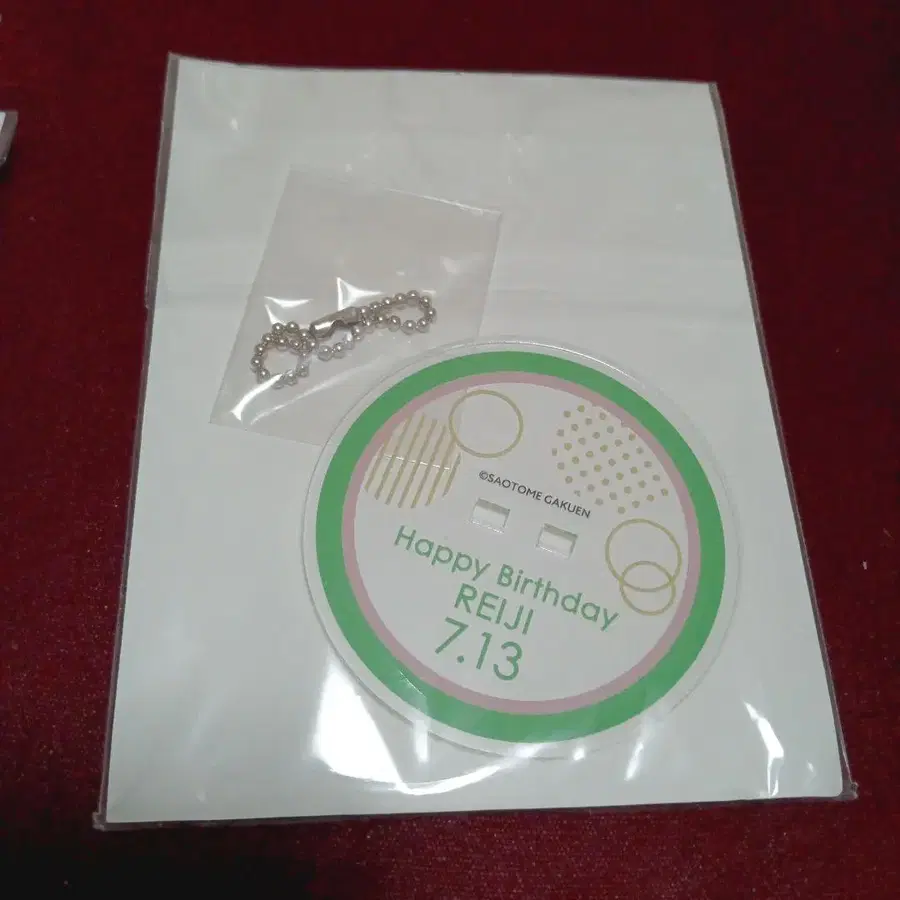 ©SAOTOME GAKUEN
Happy Birthday
REIJI
7.13